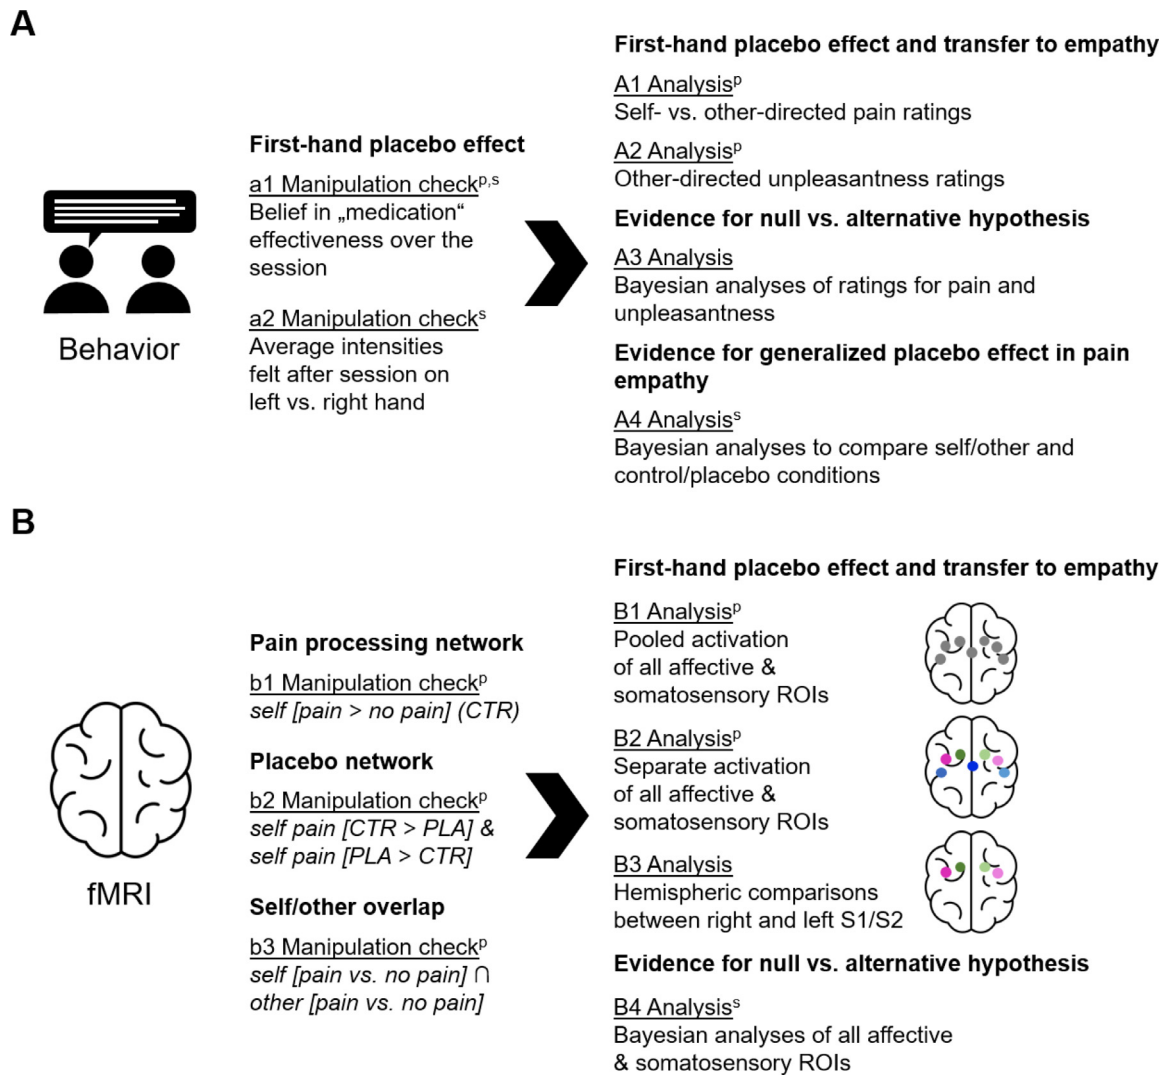 A
First-hand placebo effect
a1 Manipulation checkᵖ,ˢ
Belief in „medication“
effectiveness over the
session
a2 Manipulation checkˢ
Average intensities
felt after session on
left vs. right hand
Behavior
First-hand placebo effect and transfer to empathy
A1 Analysisᵖ
Self- vs. other-directed pain ratings
A2 Analysisᵖ
Other-directed unpleasantness ratings
Evidence for null vs. alternative hypothesis
A3 Analysis
Bayesian analyses of ratings for pain and
unpleasantness
Evidence for generalized placebo effect in pain
empathy
A4 Analysisˢ
Bayesian analyses to compare self/other and
control/placebo conditions
B
Pain processing network
b1 Manipulation checkᵖ
self [pain > no pain] (CTR)
Placebo network
b2 Manipulation checkᵖ
self pain [CTR > PLA] &
self pain [PLA > CTR]
Self/other overlap
b3 Manipulation checkᵖ
self [pain vs. no pain] ∩
other [pain vs. no pain]
fMRI
First-hand placebo effect and transfer to empathy
B1 Analysisᵖ
Pooled activation
of all affective &
somatosensory ROIs
B2 Analysisᵖ
Separate activation
of all affective &
somatosensory ROIs
B3 Analysis
Hemispheric comparisons
between right and left S1/S2
Evidence for null vs. alternative hypothesis
B4 Analysisˢ
Bayesian analyses of all affective
& somatosensory ROIs